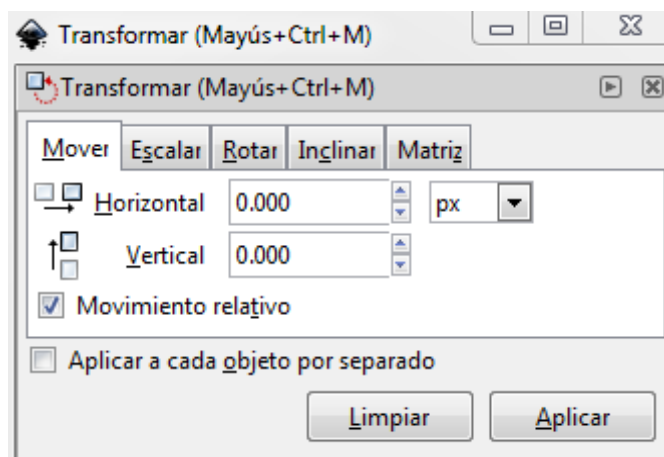 Transformar (Mayús+Ctrl+M)
Transformar (Mayús+Ctrl+M)
Mover Escalar Rotar Inclinar Matriz
Horizontal 0.000 px
Vertical 0.000
Movimiento relativo
Aplicar a cada objeto por separado
Limpiar Aplicar